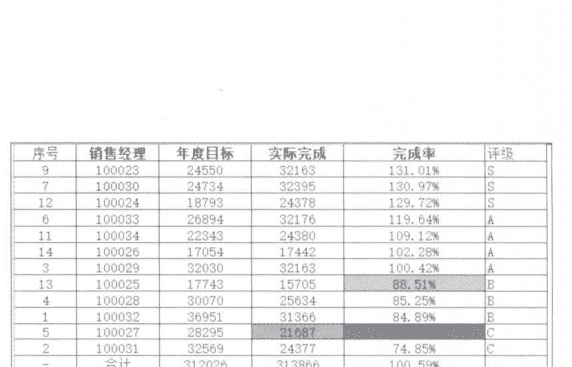 序号 销售经理 年度目标 实际完成 完成率 评级
9 100023 24550 32163 131.01% S
7 100030 24734 32395 130.97% S
12 100024 18793 24378 129.72% S
6 100033 26894 32176 119.64% A
11 100034 22343 24380 109.12% A
14 100026 17054 17442 102.28% A
3 100029 32030 32163 100.42% A
13 100025 17743 15705 88.51% B
4 100028 30070 25634 85.25% B
1 100032 36951 31366 84.89% B
5 100027 28295 21687 C
2 100031 32569 24377 74.85% C
- 合计 312026 313866 100.59%